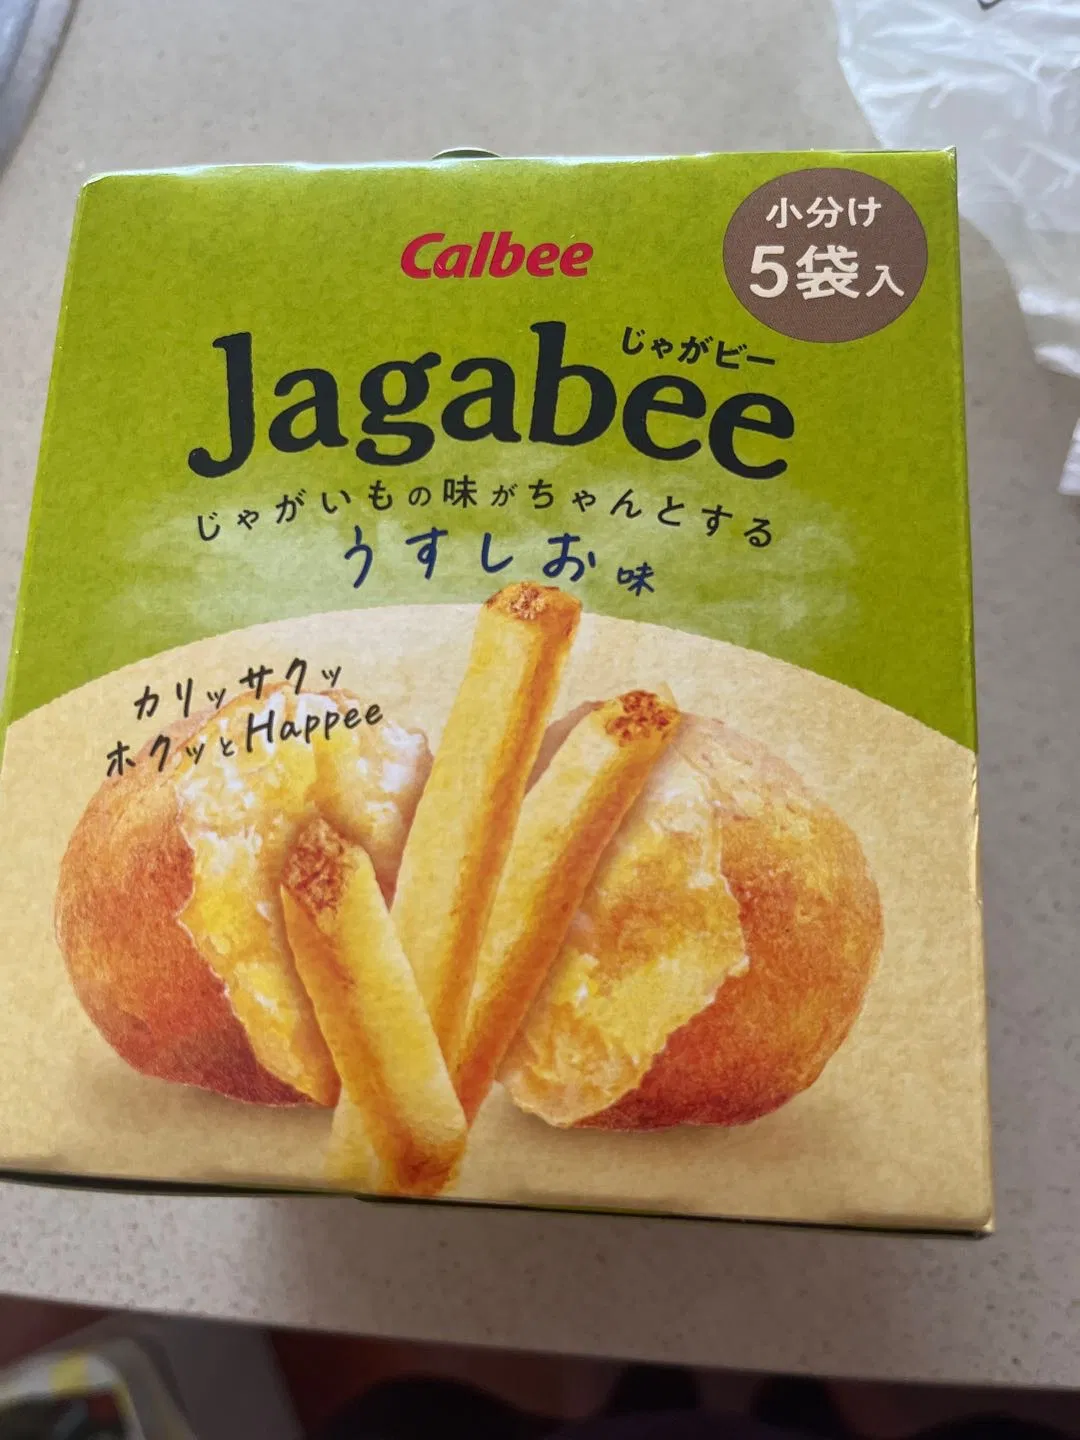 Calbee
小分け
5袋入
じゃがビー
Jagabee
じゃがいもの味がちゃんとする
うすしお味
カリッサクッ
ホクッとHappee